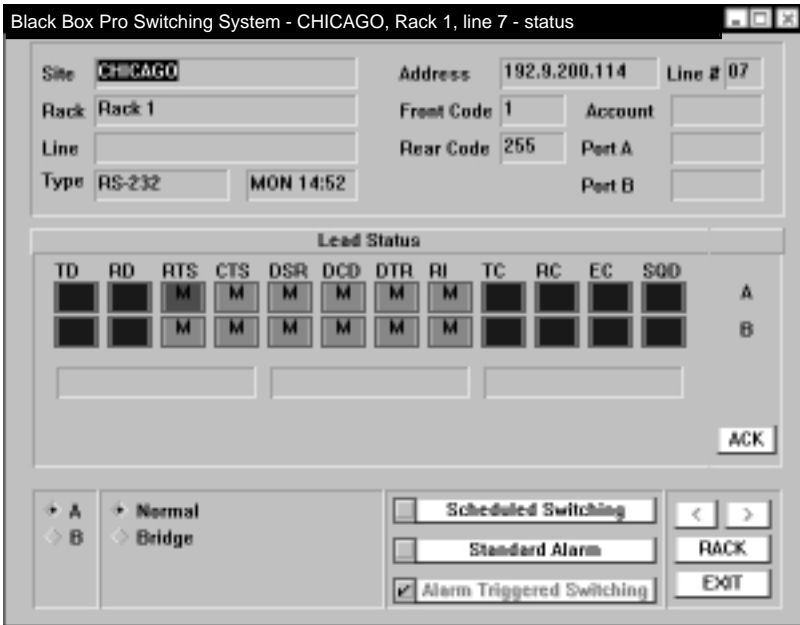 Black Box Pro Switching System - CHICAGO, Rack 1, line 7 - status
Site CHICAGO Address 192.9.200.114 Line # 07
Rack Rack 1 Front Code 1 Account
Line Rear Code 255 Port A
Type RS-232 MON 14:52 Port B
Lead Status
TD RD RTS CTS DSR DCD DTR RI TC RC EC SQD
M M M M M M A
M M M M M M B
ACK
A Normal Scheduled Switching < >
B Bridge Standard Alarm RACK
Alarm Triggered Switching EXIT